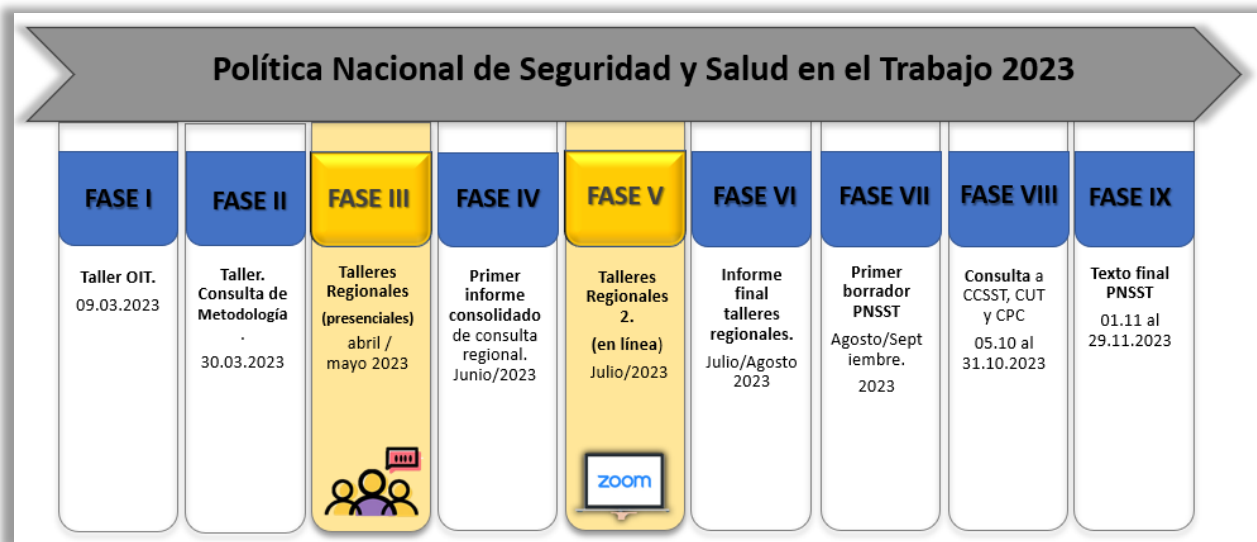 Política Nacional de Seguridad y Salud en el Trabajo 2023
FASE I
Taller OIT.
09.03.2023
FASE II
Taller.
Consulta de
Metodología
.
30.03.2023
FASE III
Talleres
Regionales
(presenciales)
abril /
mayo 2023
FASE IV
Primer
informe
consolidado
de consulta
regional.
Junio/2023
FASE V
Talleres
Regionales
2.
(en línea)
Julio/2023
zoom
FASE VI
Informe
final
talleres
regionales.
Julio/Agosto
2023
FASE VII
Primer
borrador
PNSST
Agosto/Sept
iembre.
2023
FASE VIII
Consulta a
CCSST, CUT
y CPC
05.10 al
31.10.2023
FASE IX
Texto final
PNSST
01.11 al
29.11.2023